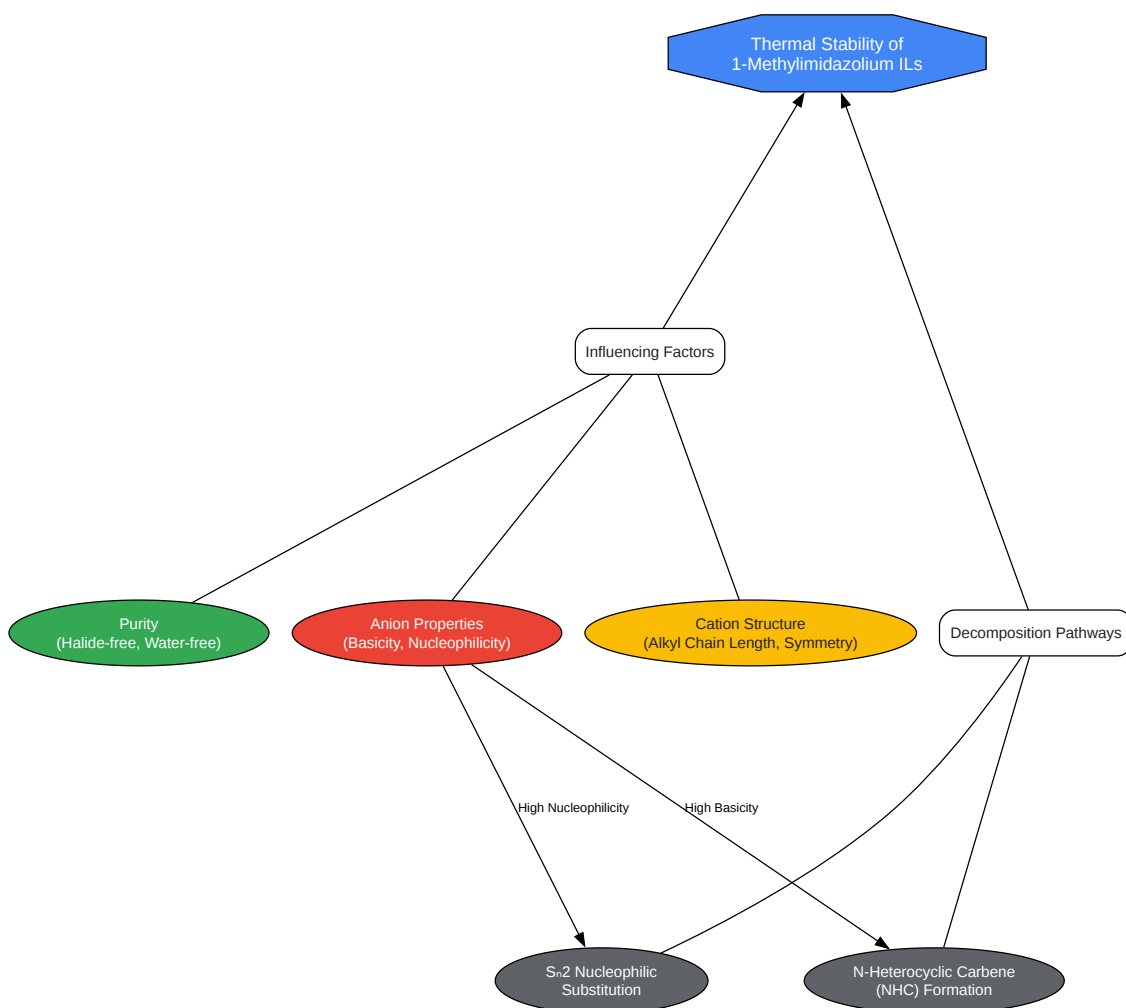 Thermal Stability of
1-Methylimidazolium ILs
Influencing Factors
Purity
(Halide-free, Water-free)
Anion Properties
(Basicity, Nucleophilicity)
Cation Structure
(Alkyl Chain Length, Symmetry)
Decomposition Pathways
High Nucleophilicity
High Basicity
Sₙ2 Nucleophilic
Substitution
N-Heterocyclic Carbene
(NHC) Formation